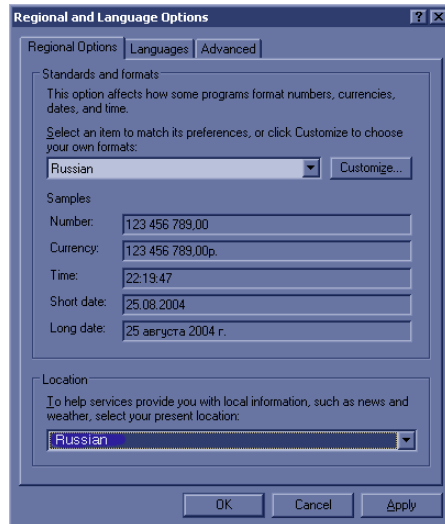 Regional and Language Options
Regional Options Languages Advanced
Standards and formats
This option affects how some programs format numbers, currencies,
dates, and time.
Select an item to match its preferences, or click Customize to choose
your own formats:
Russian Customize...
Samples
Number: 123 456 789,00
Currency: 123 456 789,00р.
Time: 22:19:47
Short date: 25.08.2004
Long date: 25 августа 2004 г.
Location
To help services provide you with local information, such as news and
weather, select your present location:
Russian
OK Cancel Apply